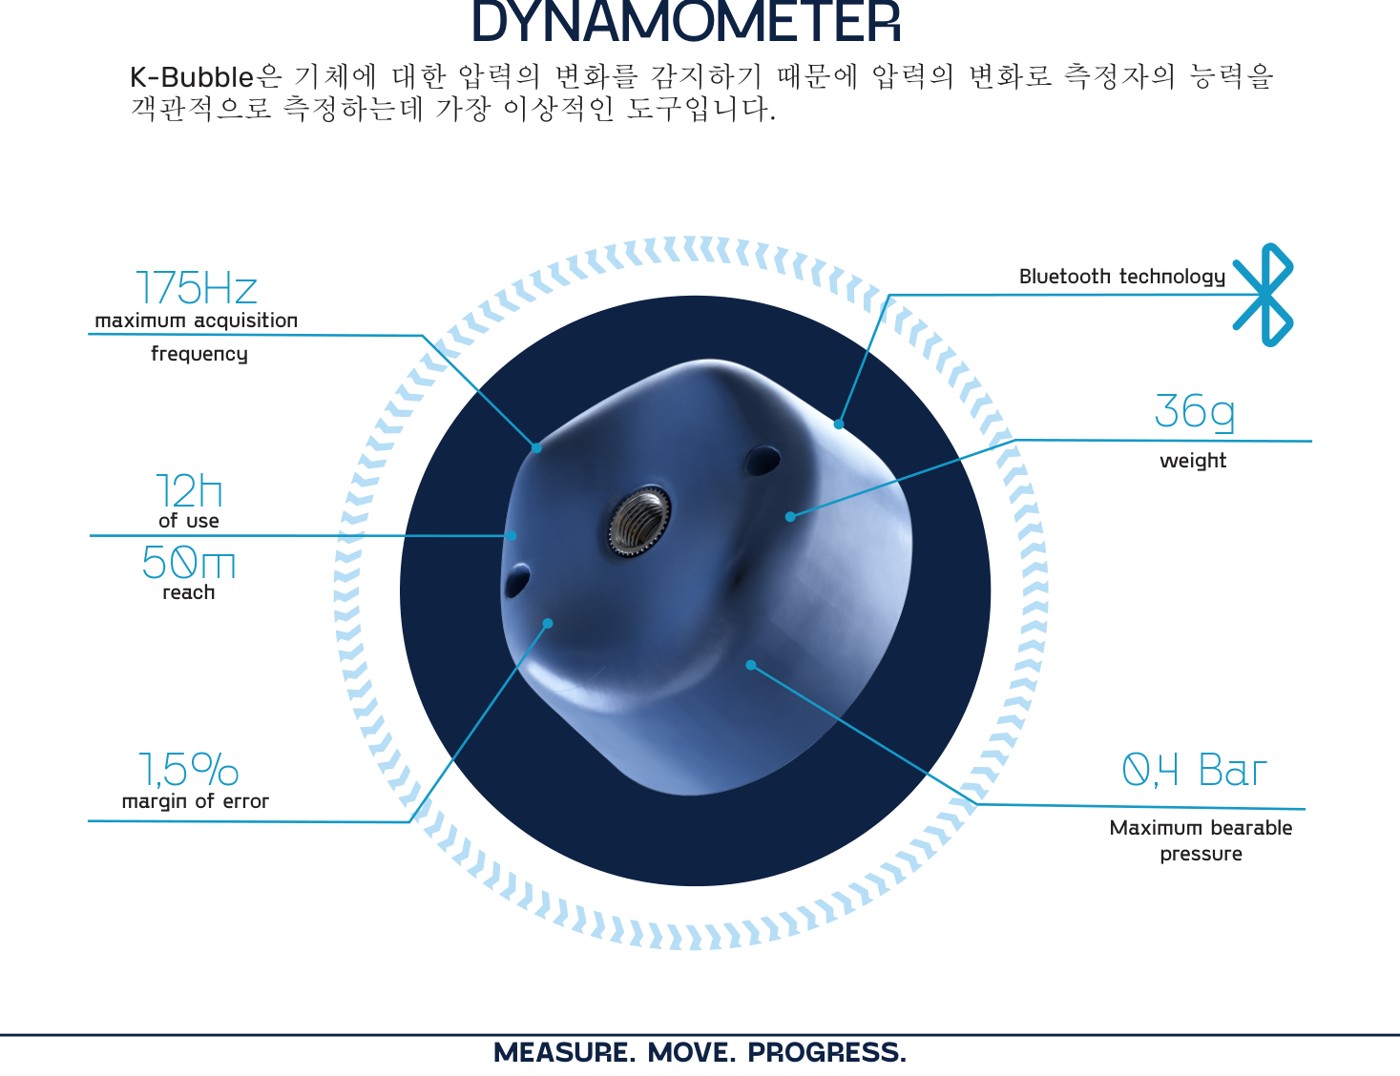 DYNAMOMETER
K-Bubble은 기체에 대한 압력의 변화를 감지하기 때문에 압력의 변화로 측정자의 능력을
객관적으로 측정하는데 가장 이상적인 도구입니다.
175Hz
maximum acquisition
frequency
12h
of use
50m
reach
1,5%
margin of error
Bluetooth technology
36g
weight
0,4 Bar
Maximum bearable
pressure
MEASURE. MOVE. PROGRESS.